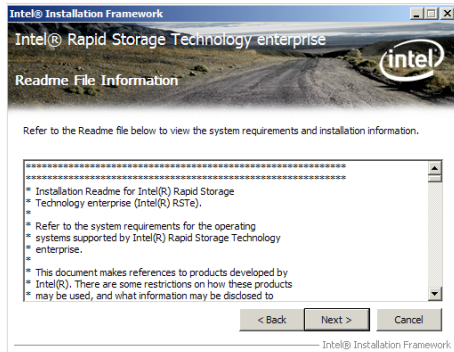 Intel® Installation Framework
Intel® Rapid Storage Technology enterprise
intel
Readme File Information
Refer to the Readme file below to view the system requirements and installation information.
************************************************************
************************************************************
* Installation Readme for Intel(R) Rapid Storage
* Technology enterprise (Intel(R) RSTe).
*
* Refer to the system requirements for the operating
* systems supported by Intel(R) Rapid Storage Technology
* enterprise.
*
* This document makes references to products developed by
* Intel(R). There are some restrictions on how these products
* may be used, and what information may be disclosed to
< Back
Next >
Cancel
Intel® Installation Framework